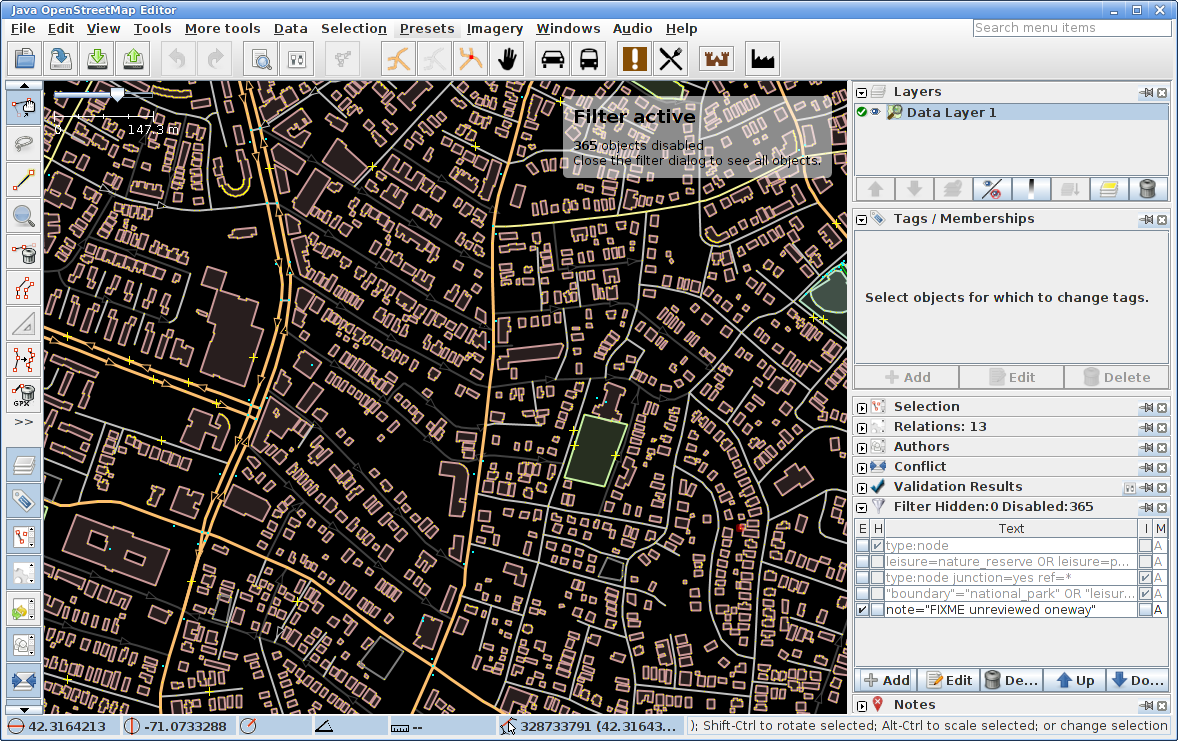 Java OpenStreetMap Editor
File Edit View Tools More tools Data Selection Presets Imagery Windows Audio Help
Search menu items
0 147.3 m
Filter active
365 objects disabled
Close the filter dialog to see all objects.
GPX
>>
Layers
Data Layer 1
Tags / Memberships
Select objects for which to change tags.
Add Edit Delete
Selection
Relations: 13
Authors
Conflict
Validation Results
Filter Hidden:0 Disabled:365
E H Text I M
type:node A
leisure=nature_reserve OR leisure=p... A
type:node junction=yes ref=* A
"boundary"="national_park" OR "leisur... A
note="FIXME unreviewed oneway" A
Add Edit De... Up Do...
Notes
42.3164213 -71.0733288 -- 328733791 (42.31643... ); Shift-Ctrl to rotate selected; Alt-Ctrl to scale selected; or change selection